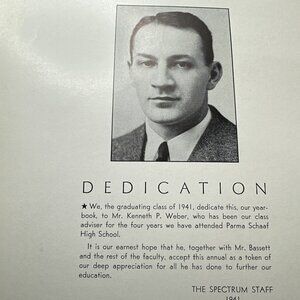 DEDICATION
★ We, the graduating class of 1941, dedicate this, our year-
book, to Mr. Kenneth P. Weber, who has been our class
adviser for the four years we have attended Parma Schaaf
High School.
It is our earnest hope that he, together with Mr. Bassett
and the rest of the faculty, accept this annual as a token of
our deep appreciation for all he has done to further our
education.
THE SPECTRUM STAFF
1941